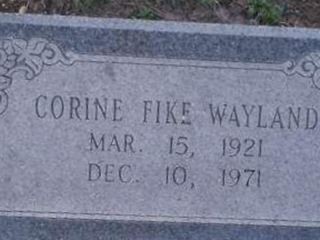 CORINE FIKE WAYLAND
MAR. 15, 1921
DEC. 10, 1971